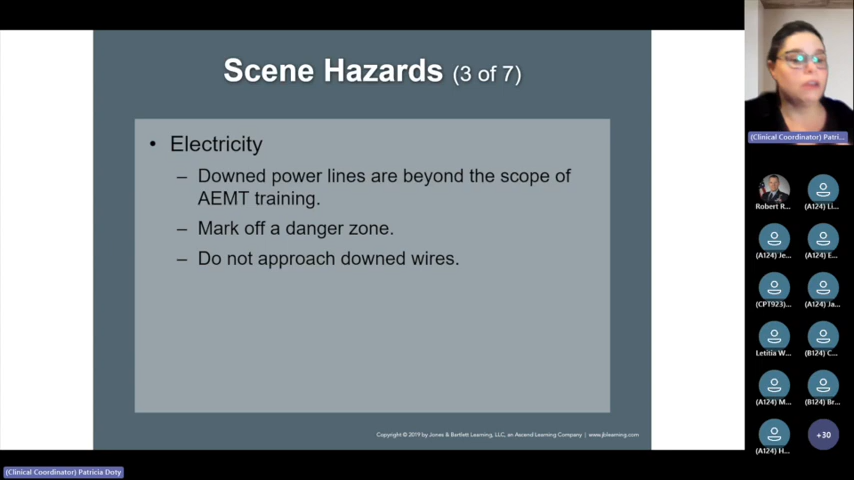 Scene Hazards (3 of 7)
• Electricity
– Downed power lines are beyond the scope of
AEMT training.
– Mark off a danger zone.
– Do not approach downed wires.
Copyright © 2019 by Jones & Bartlett Learning, LLC, an Ascend Learning Company | www.jblearning.com
(Clinical Coordinator) Patri...
Robert R...
(A124) Li...
(A124) Je...
(A124) E...
(CPT923)...
(A124) Ja...
Letitia W...
(B124) C...
(A124) M...
(B124) Br...
(A124) H...
+30
(Clinical Coordinator) Patricia Doty